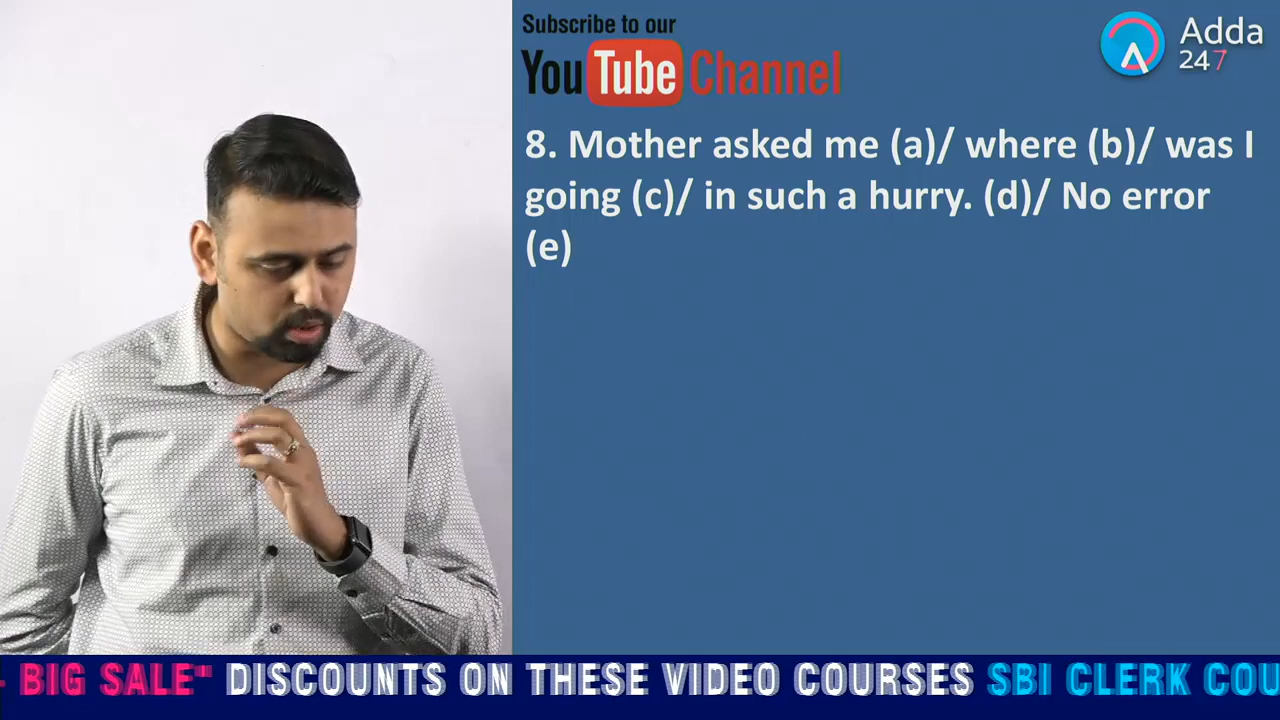 Subscribe to our
YouTube Channel
Adda
247
8. Mother asked me (a)/ where (b)/ was I
going (c)/ in such a hurry. (d)/ No error
(e)
BIG SALE" DISCOUNTS ON THESE VIDEO COURSES SBI CLERK COU